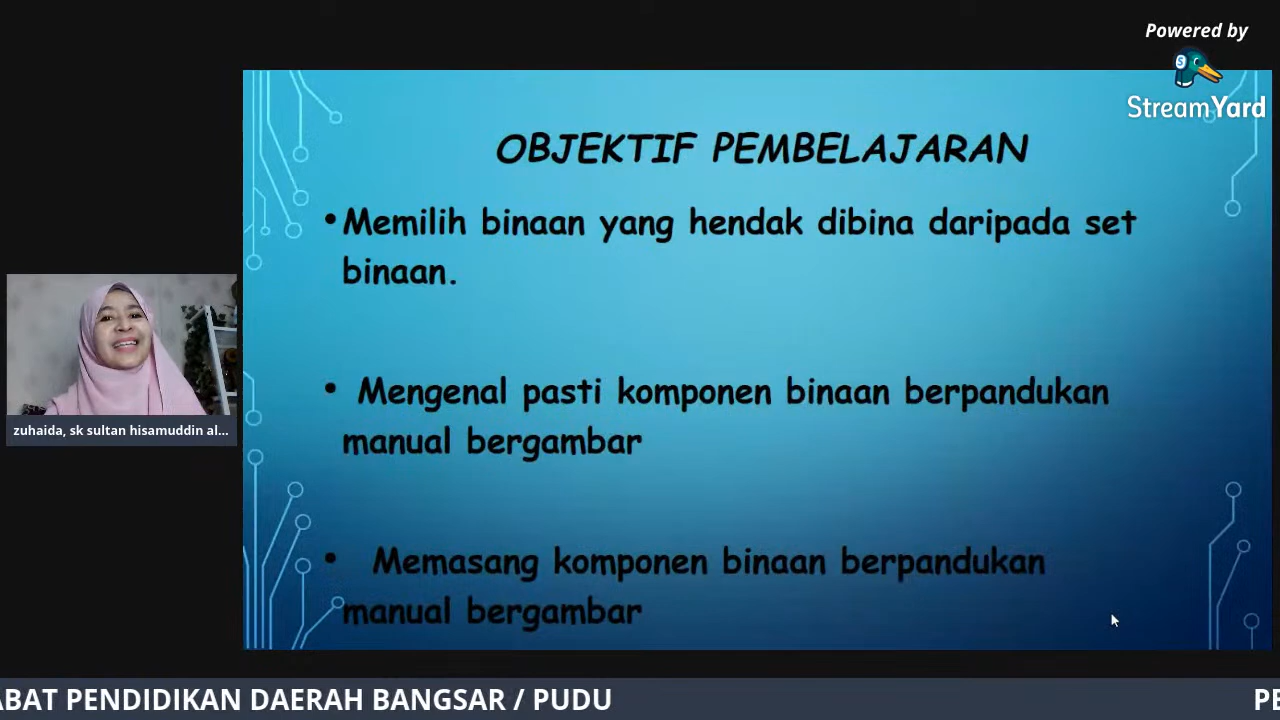 Powered by
StreamYard
OBJEKTIF PEMBELAJARAN
•Memilih binaan yang hendak dibina daripada set
binaan.
• Mengenal pasti komponen binaan berpandukan
manual bergambar
• Memasang komponen binaan berpandukan
manual bergambar
zuhaida, sk sultan hisamuddin al...
ABAT PENDIDIKAN DAERAH BANGSAR / PUDU
PE